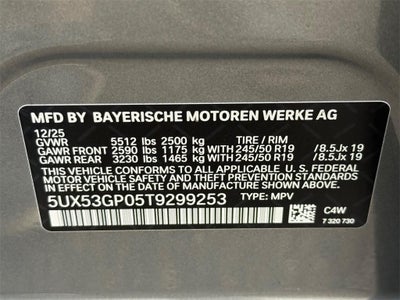 MFD BY BAYERISCHE MOTOREN WERKE AG
12/25
GVWR 5512 lbs 2500 kg TIRE / RIM
GAWR FRONT 2590 lbs 1175 kg WITH 245/50 R19 /8.5Jx 19
GAWR REAR 3230 lbs 1465 kg WITH 245/50 R19 /8.5Jx 19
THIS VEHICLE CONFORMS TO ALL APPLICABLE U. S. FEDERAL
MOTOR VEHICLE SAFETY, BUMPER, AND THEFT PREVENTION
STANDARDS IN EFFECT ON THE DATE OF MANUFACTURE SHOWN ABOVE.
5UX53GP05T9299253 TYPE: MPV
C4W
7 320 730